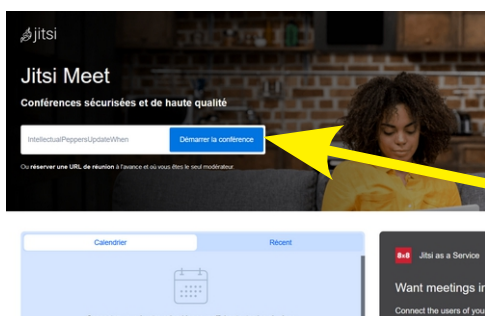 jitsi
Jitsi Meet
Conférences sécurisées et de haute qualité
IntellectualPeppersUpdateWhen
Démarrer la conférence
Ou réserver une URL de réunion à l'avance et où vous êtes le seul modérateur.
Calendrier
Récent
8x8 Jitsi as a Service
Want meetings in
Connect the users of you